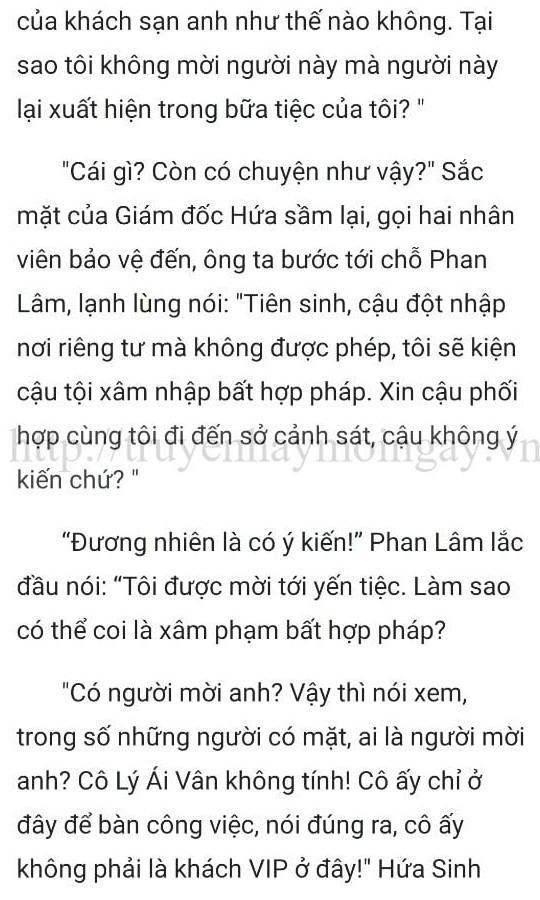 của khách sạn anh như thế nào không. Tại
sao tôi không mời người này mà người này
lại xuất hiện trong bữa tiệc của tôi? "
"Cái gì? Còn có chuyện như vậy?" Sắc
mặt của Giám đốc Hứa sầm lại, gọi hai nhân
viên bảo vệ đến, ông ta bước tới chỗ Phan
Lâm, lạnh lùng nói: "Tiên sinh, cậu đột nhập
nơi riêng tư mà không được phép, tôi sẽ kiện
cậu tội xâm nhập bất hợp pháp. Xin cậu phối
hợp cùng tôi đi đến sở cảnh sát, cậu không ý
http://truyenhaymoingay.vn
kiến chứ? "
“Đương nhiên là có ý kiến!” Phan Lâm lắc
đầu nói: “Tôi được mời tới yến tiệc. Làm sao
có thể coi là xâm phạm bất hợp pháp?
"Có người mời anh? Vậy thì nói xem,
trong số những người có mặt, ai là người mời
anh? Cô Lý Ái Vân không tính! Cô ấy chỉ ở
đây để bàn công việc, nói đúng ra, cô ấy
không phải là khách VIP ở đây!" Hứa Sinh